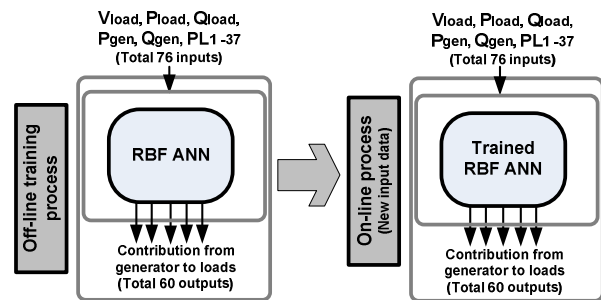 Vload, Pload, Qload,
Pgen, Qgen, PL1 -37
(Total 76 inputs)
Off-line training
process
RBF ANN
Contribution from
generator to loads
(Total 60 outputs)
Vload, Pload, Qload,
Pgen, Qgen, PL1 -37
(Total 76 inputs)
On-line process
(New input data)
Trained
RBF ANN
Contribution from
generator to loads
(Total 60 outputs)